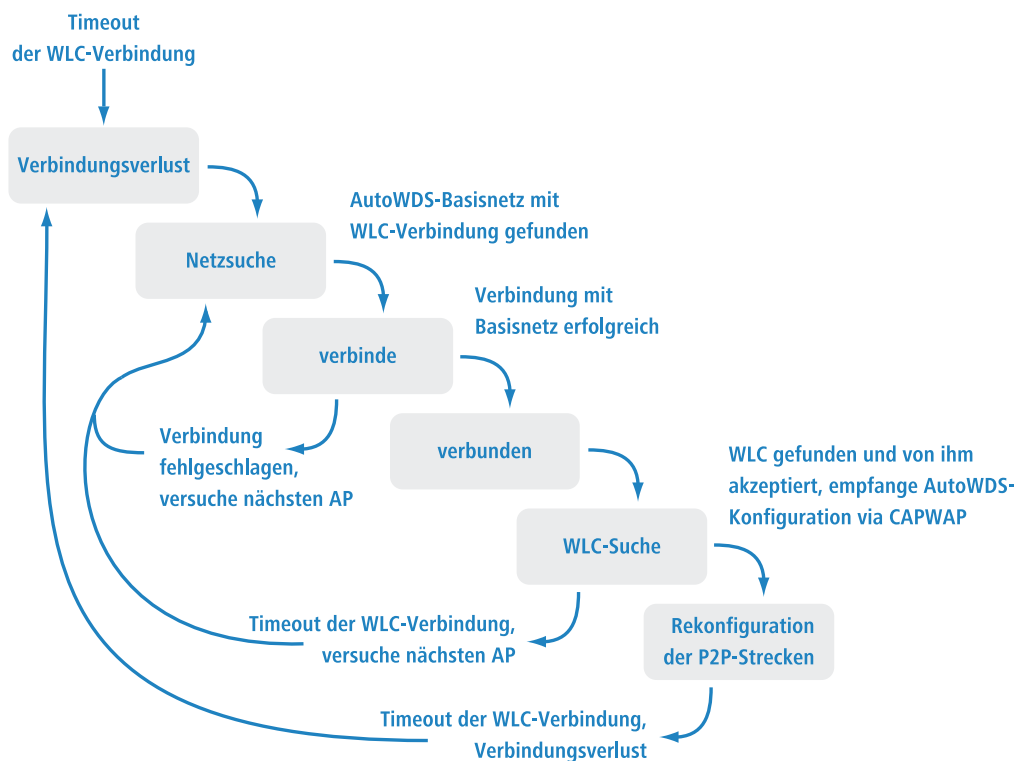 Timeout
der WLC-Verbindung
Verbindungsverlust
AutoWDS-Basisnetz mit
WLC-Verbindung gefunden
Netzsuche
Verbindung mit
Basisnetz erfolgreich
verbinde
Verbindung
fehlgeschlagen,
versuche nächsten AP
verbunden
WLC gefunden und von ihm
akzeptiert, empfange AutoWDS-
Konfiguration via CAPWAP
WLC-Suche
Timeout der WLC-Verbindung,
versuche nächsten AP
Rekonfiguration
der P2P-Strecken
Timeout der WLC-Verbindung,
Verbindungsverlust